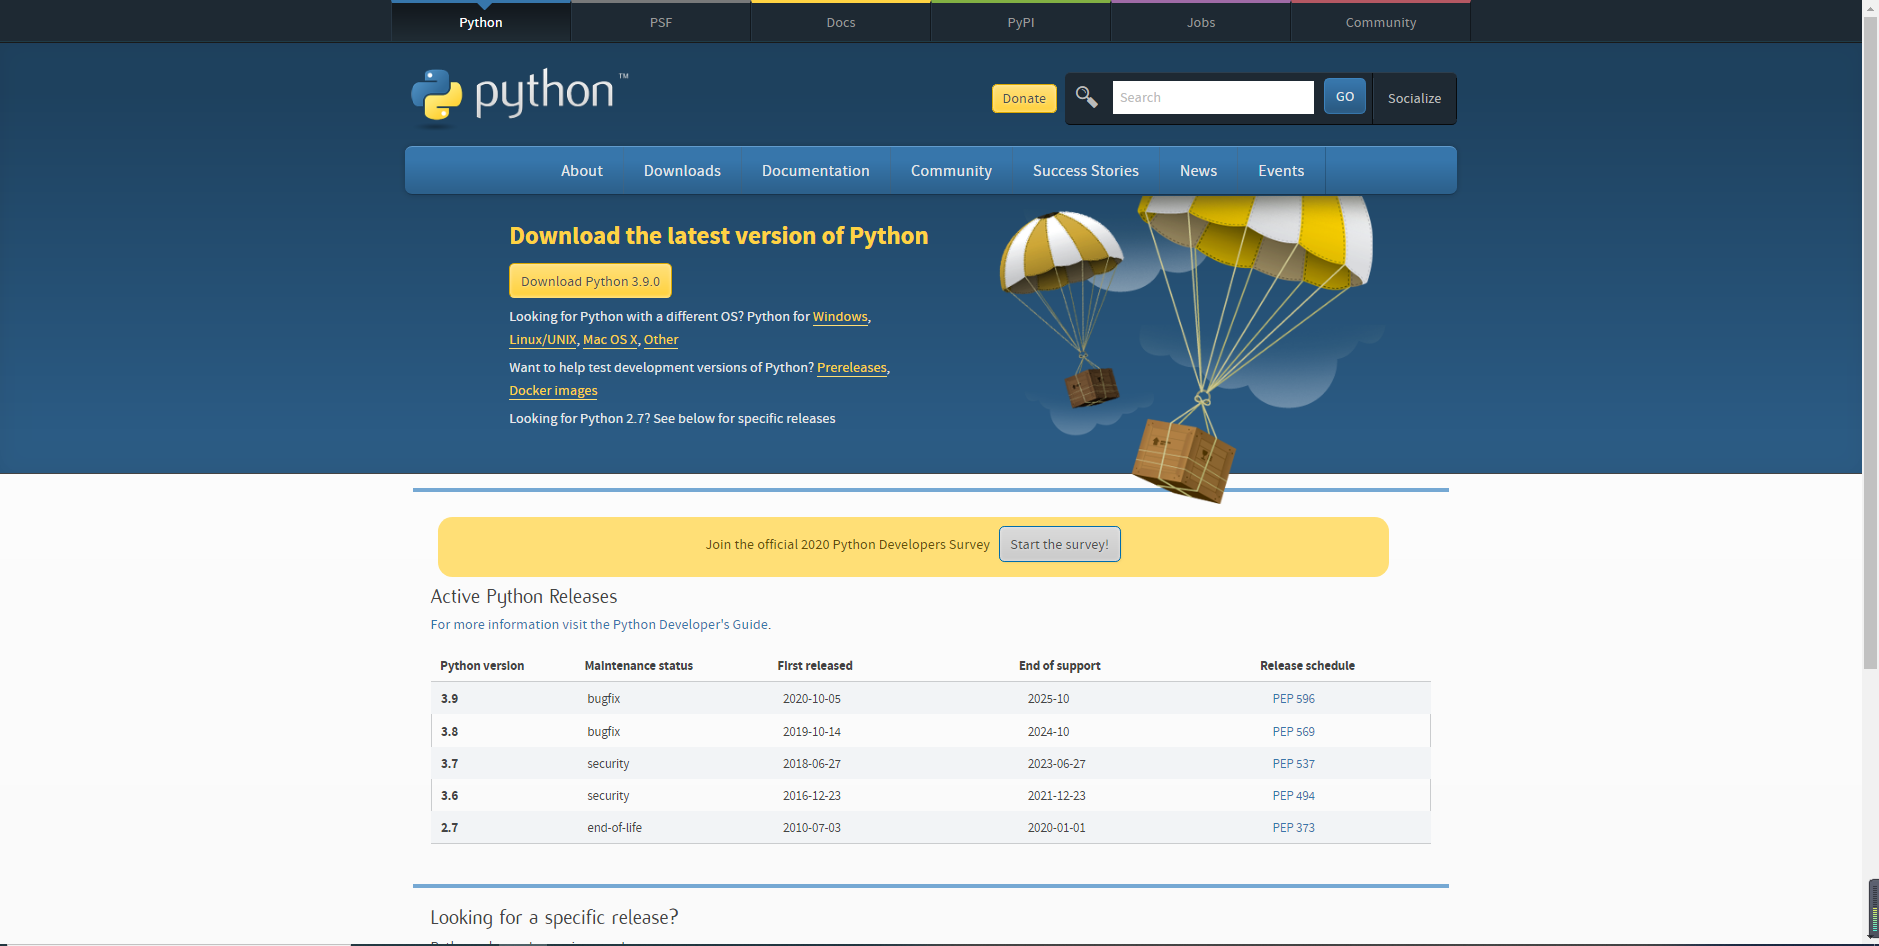 Python PSF Docs PyPI Jobs Community
python™
Donate Search GO Socialize
About Downloads Documentation Community Success Stories News Events
Download the latest version of Python
Download Python 3.9.0
Looking for Python with a different OS? Python for Windows,
Linux/UNIX, Mac OS X, Other
Want to help test development versions of Python? Prereleases,
Docker images
Looking for Python 2.7? See below for specific releases
Join the official 2020 Python Developers Survey Start the survey!
Active Python Releases
For more information visit the Python Developer's Guide.
Python version Maintenance status First released End of support Release schedule
3.9 bugfix 2020-10-05 2025-10 PEP 596
3.8 bugfix 2019-10-14 2024-10 PEP 569
3.7 security 2018-06-27 2023-06-27 PEP 537
3.6 security 2016-12-23 2021-12-23 PEP 494
2.7 end-of-life 2010-07-03 2020-01-01 PEP 373
Looking for a specific release?